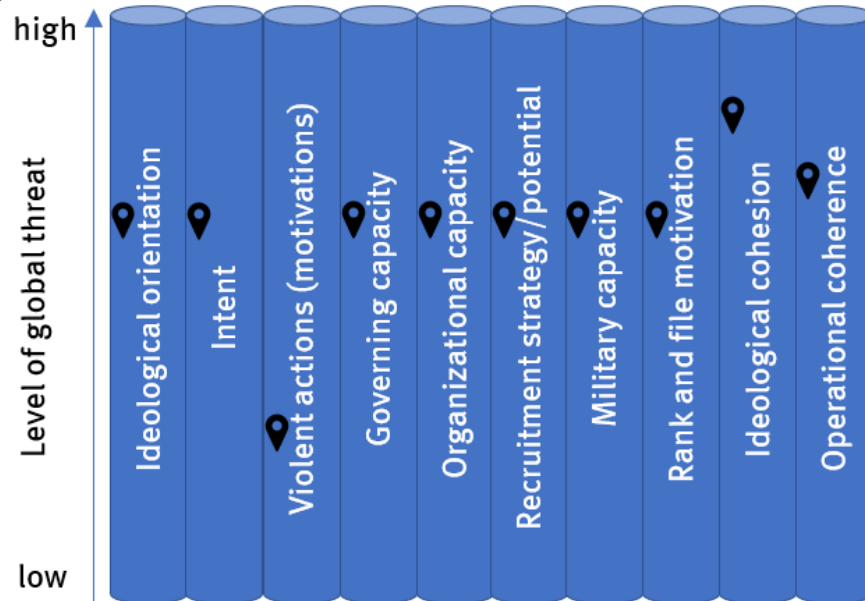 high
Level of global threat
low
Ideological orientation
Intent
Violent actions (motivations)
Governing capacity
Organizational capacity
Recruitment strategy/potential
Military capacity
Rank and file motivation
Ideological cohesion
Operational coherence